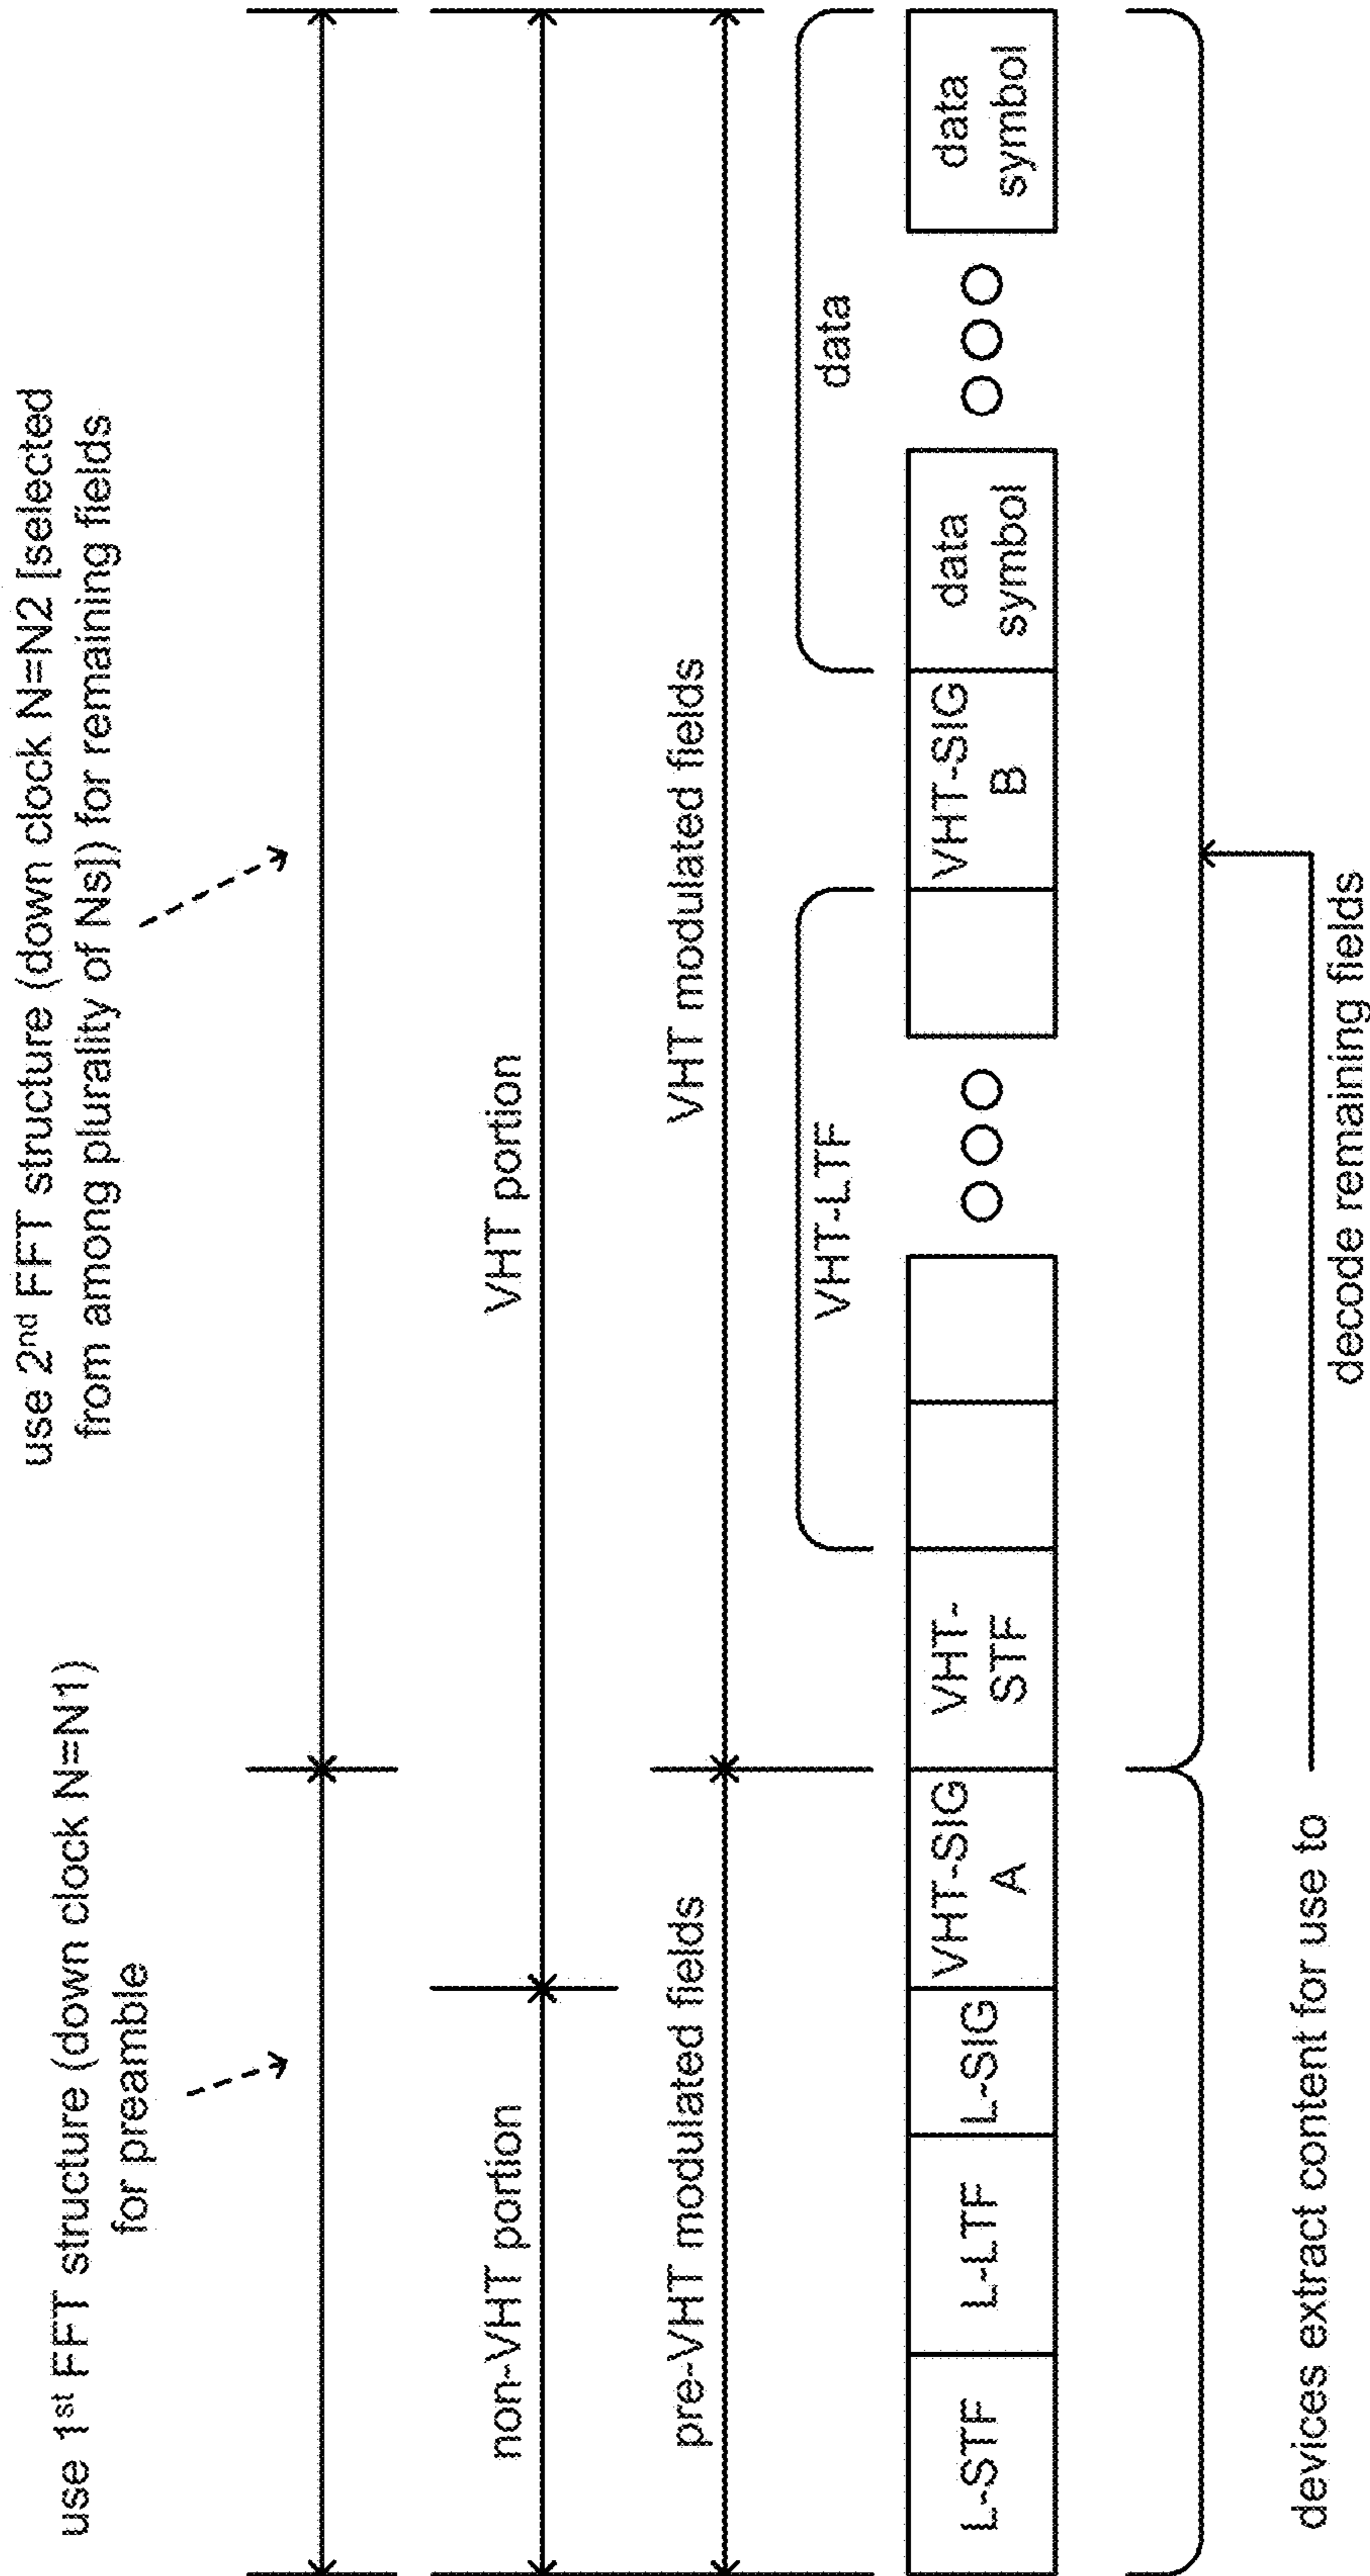 use 1st FFT structure (down clock N=N1)
for preamble
use 2nd FFT structure (down clock N=N2 [selected
from among plurality of Ns]) for remaining fields
non-VHT portion
VHT portion
pre-VHT modulated fields
VHT modulated fields
VHT-LTF
data
L-STF
L-LTF
L-SIG
VHT-SIG
A
VHT-
STF
VHT-SIG
B
data
symbol
data
symbol
devices extract content for use to
decode remaining fields